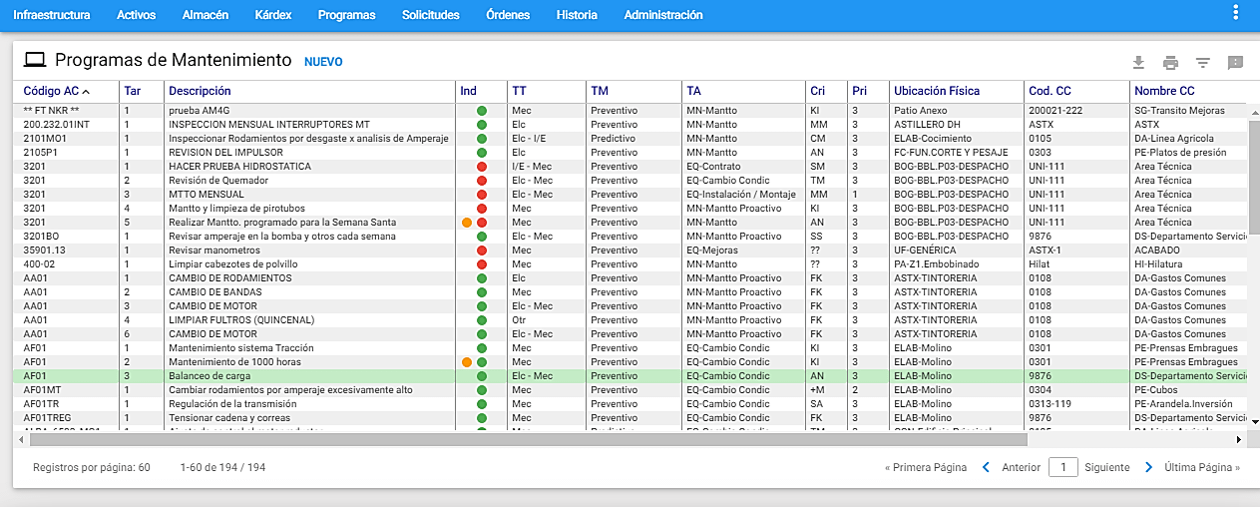 Infraestructura Activos Almacén Kárdex Programas Solicitudes Órdenes Historia Administración
Programas de Mantenimiento NUEVO
Código AC Tar Descripción Ind TT TM TA Cri Pri Ubicación Física Cod. CC Nombre CC
** FT NKR ** 1 prueba AM4G Mec Preventivo MN-Mantto KI 3 Patio Anexo 200021-222 SG-Transito Mejoras
200.232.01INT 1 INSPECCION MENSUAL INTERRUPTORES MT Elc Preventivo MN-Mantto MM 3 ASTILLERO DH ASTX ASTX
2101MO1 1 Inspeccionar Rodamientos por desgaste x analisis de Amperaje Elc - I/E Predictivo MN-Mantto CM 3 ELAB-Cocimiento 0105 DA-Linea Agricola
2105P1 1 REVISION DEL IMPULSOR Elc Preventivo MN-Mantto AN 3 FC-FUN.CORTE Y PESAJE 0303 PE-Platos de presión
3201 1 HACER PRUEBA HIDROSTATICA I/E - Mec Preventivo EQ-Contrato SM 3 BOG-BBL.P03-DESPACHO UNI-111 Area Técnica
3201 2 Revisión de Quemador Elc - Mec Preventivo EQ-Cambio Condic TM 3 BOG-BBL.P03-DESPACHO UNI-111 Area Técnica
3201 3 MTTO MENSUAL Elc - Mec Preventivo EQ-Instalación / Montaje MM 1 BOG-BBL.P03-DESPACHO UNI-111 Area Técnica
3201 4 Mantto y limpieza de pirotubos Mec Preventivo MN-Mantto Proactivo KI 3 BOG-BBL.P03-DESPACHO UNI-111 Area Técnica
3201 5 Realizar Mantto. programado para la Semana Santa Mec Preventivo MN-Mantto AN 3 BOG-BBL.P03-DESPACHO UNI-111 Area Técnica
3201BO 1 Revisar amperaje en la bomba y otros cada semana Elc - Mec Preventivo MN-Mantto Proactivo SS 3 BOG-BBL.P03-DESPACHO 9876 DS-Departamento Servici
35901.13 1 Revisar manometros Mec Preventivo EQ-Mejoras ?? 3 UF-GENÉRICA ASTX-1 ACABADO
400-02 1 Limpiar cabezotes de polvillo Mec Preventivo MN-Mantto ?? 3 PA-Z1.Embobinado Hilat HI-Hilatura
AA01 1 CAMBIO DE RODAMIENTOS Elc Preventivo MN-Mantto Proactivo FK 3 ASTX-TINTORERIA 0108 DA-Gastos Comunes
AA01 2 CAMBIO DE BANDAS Mec Preventivo MN-Mantto Proactivo FK 3 ASTX-TINTORERIA 0108 DA-Gastos Comunes
AA01 3 CAMBIO DE MOTOR Elc - Mec Preventivo MN-Mantto Proactivo FK 3 ASTX-TINTORERIA 0108 DA-Gastos Comunes
AA01 4 LIMPIAR FULTROS (QUINCENAL) Otr Preventivo MN-Mantto Proactivo FK 3 ASTX-TINTORERIA 0108 DA-Gastos Comunes
AA01 6 CAMBIO DE MOTOR Elc - Mec Preventivo MN-Mantto Proactivo FK 3 ASTX-TINTORERIA 0108 DA-Gastos Comunes
AF01 1 Mantenimiento sistema Tracción Mec Preventivo EQ-Cambio Condic KI 3 ELAB-Molino 0301 PE-Prensas Embragues
AF01 2 Mantenimiento de 1000 horas Mec Preventivo EQ-Cambio Condic KI 3 ELAB-Molino 0301 PE-Prensas Embragues
AF01 3 Balanceo de carga Elc - Mec Preventivo EQ-Cambio Condic AN 3 ELAB-Molino 9876 DS-Departamento Servici
AF01MT 1 Cambiar rodamientos por amperaje excesivamente alto Mec Preventivo EQ-Cambio Condic +M 2 ELAB-Molino 0304 PE-Cubos
AF01TR 1 Regulación de la transmisión Mec Preventivo EQ-Cambio Condic SA 3 ELAB-Molino 0313-119 PE-Arandela.Inversión
AF01TREG 1 Tensionar cadena y correas Mec Preventivo EQ-Cambio Condic FK 3 ELAB-Molino 9876 DS-Departamento Servici
Registros por página: 60 1-60 de 194 / 194 « Primera Página Anterior 1 Siguiente Última Página »